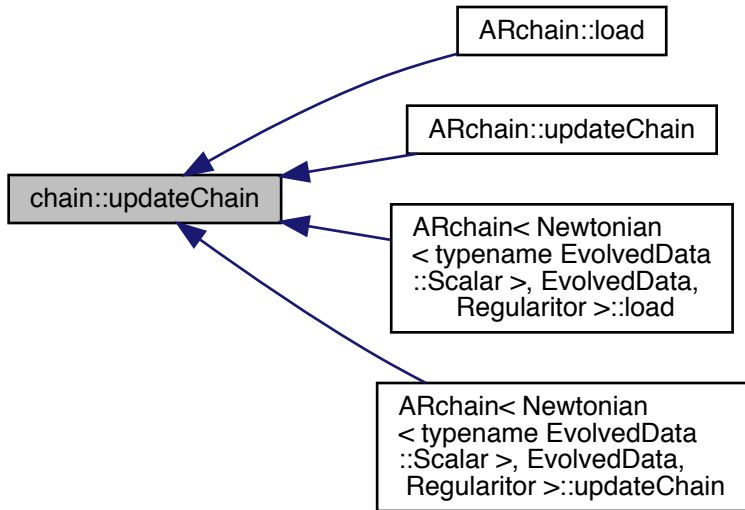 ARchain::load
ARchain::updateChain
chain::updateChain
ARchain< Newtonian
< typename EvolvedData
::Scalar >, EvolvedData,
Regularitor >::load
ARchain< Newtonian
< typename EvolvedData
::Scalar >, EvolvedData,
Regularitor >::updateChain